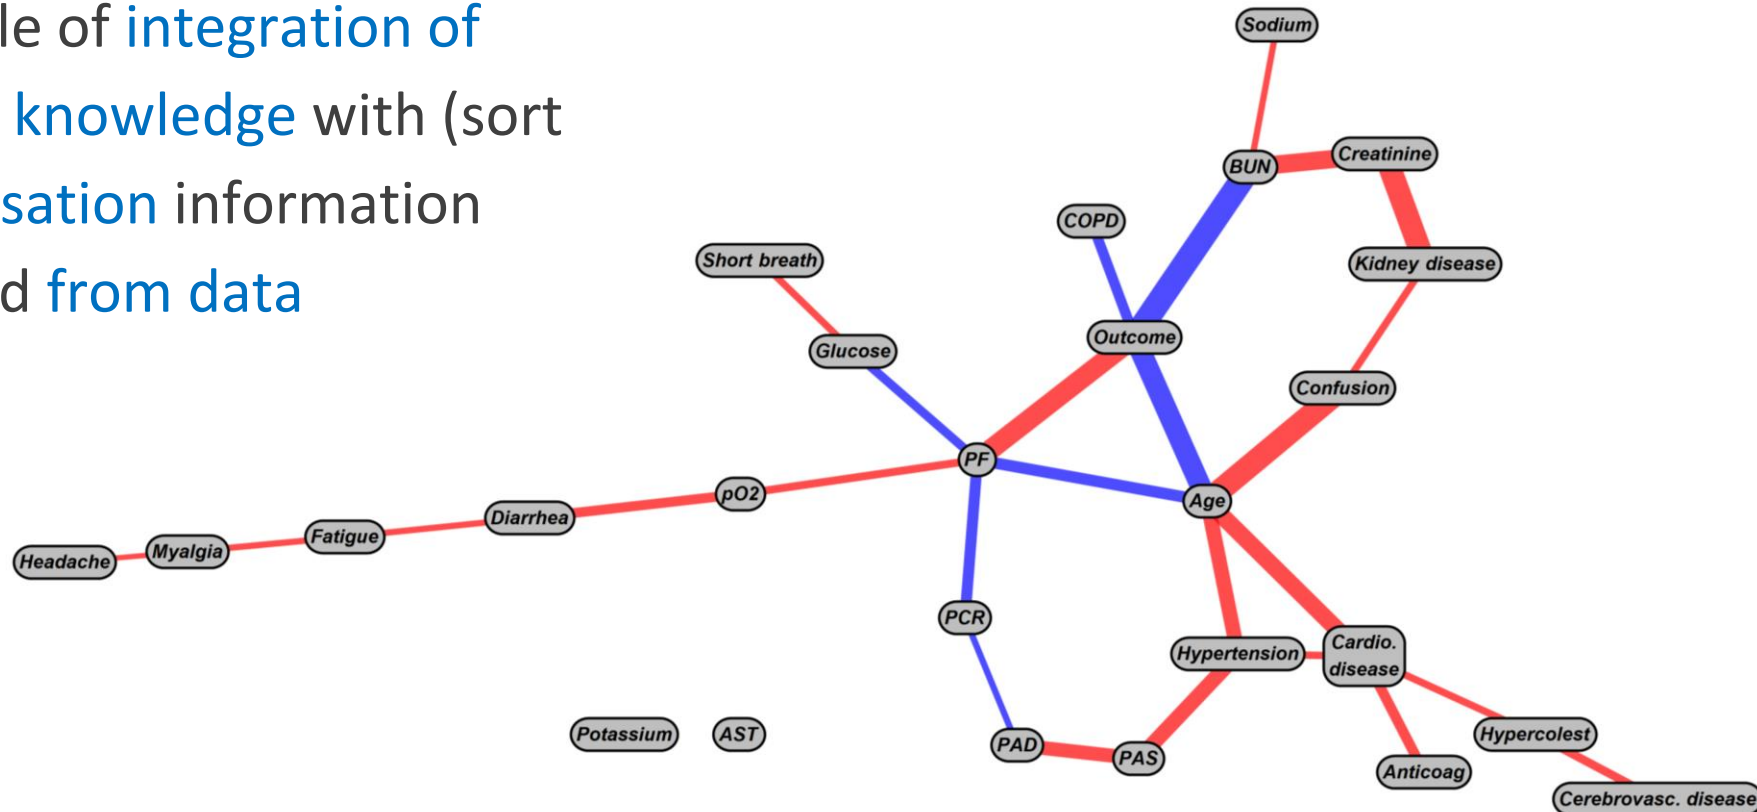 le of integration of
knowledge with (sort
sation information
d from data
Sodium
BUN
Creatinine
COPD
Short breath
Kidney disease
Outcome
Glucose
Confusion
PF
pO2
Age
Diarrhea
Fatigue
Myalgia
Headache
PCR
Hypertension
Cardio.
disease
Potassium
AST
PAD
PAS
Hypercolest
Anticoag
Cerebrovasc. disease